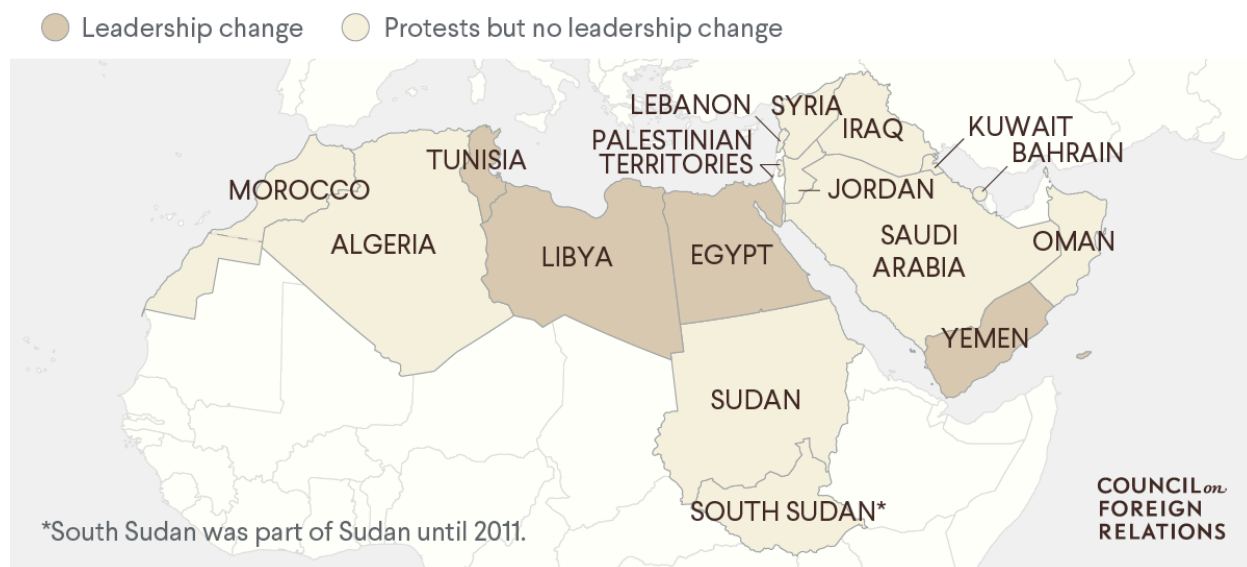 Leadership change
Protests but no leadership change
LEBANON
SYRIA
IRAQ
KUWAIT
BAHRAIN
PALESTINIAN
TERRITORIES
TUNISIA
MOROCCO
JORDAN
ALGERIA
LIBYA
EGYPT
SAUDI
ARABIA
OMAN
YEMEN
SUDAN
SOUTH SUDAN*
*South Sudan was part of Sudan until 2011.
COUNCIL on
FOREIGN
RELATIONS